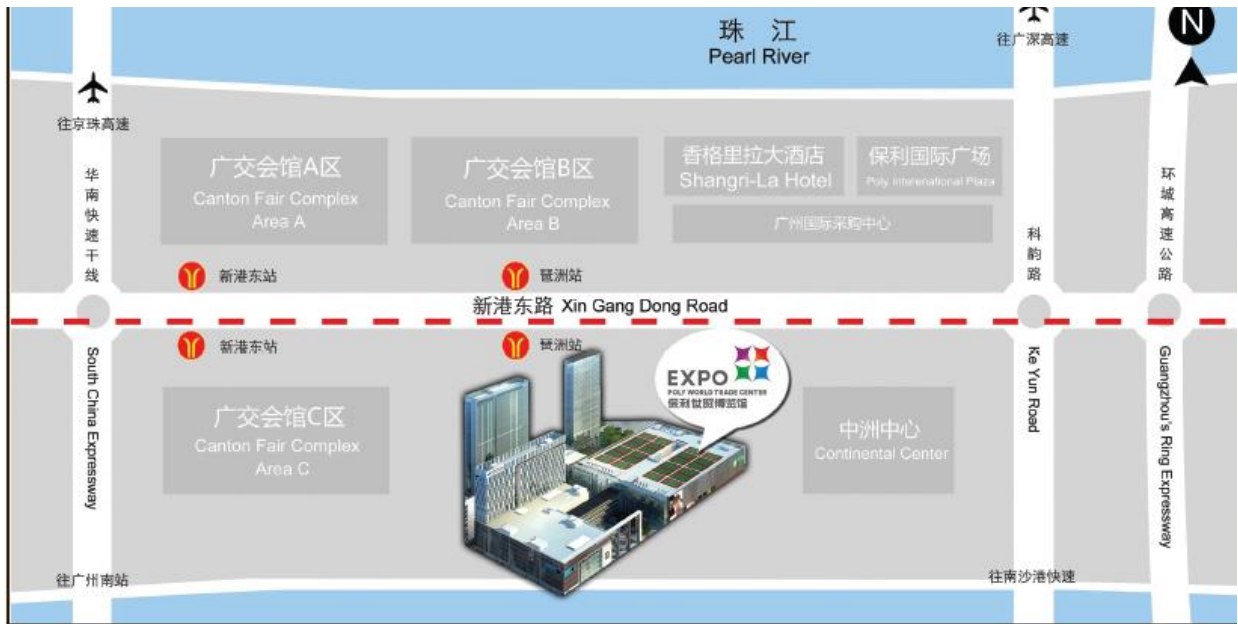 珠 江
Pearl River
往广深高速
N
往京珠高速
华南快速干线
广交会馆A区
Canton Fair Complex
Area A
广交会馆B区
Canton Fair Complex
Area B
香格里拉大酒店
Shangri-La Hotel
保利国际广场
Poly Interenational Plaza
广州国际采购中心
科韵路
环城高速公路
新港东站
琶洲站
新港东路 Xin Gang Dong Road
新港东站
琶洲站
South China Expressway
广交会馆C区
Canton Fair Complex
Area C
EXPO
POLY WORLD TRADE CENTER
保利世贸博览馆
中洲中心
Continental Center
Ke Yun Road
Guangzhou's Ring Expressway
往广州南站
往南沙港快速